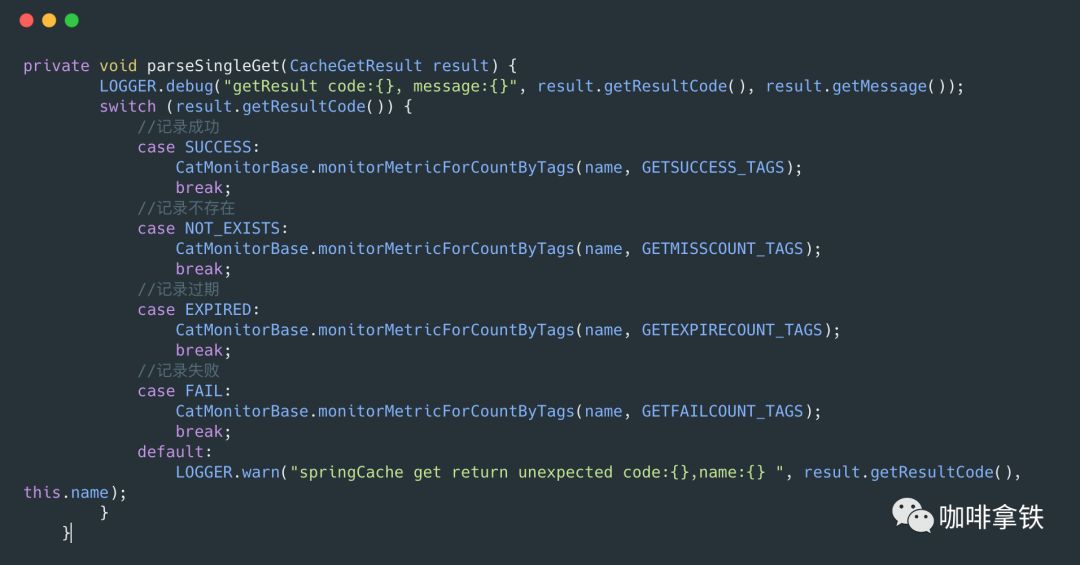 private void parseSingleGet(CacheGetResult result) {
        LOGGER.debug("getResult code:{}, message:{}", result.getResultCode(), result.getMessage());
        switch (result.getResultCode()) {
            //记录成功
            case SUCCESS:
                CatMonitorBase.monitorMetricForCountByTags(name, GETSUCCESS_TAGS);
                break;
            //记录不存在
            case NOT_EXISTS:
                CatMonitorBase.monitorMetricForCountByTags(name, GETMISSCOUNT_TAGS);
                break;
            //记录过期
            case EXPIRED:
                CatMonitorBase.monitorMetricForCountByTags(name, GETEXPIRECOUNT_TAGS);
                break;
            //记录失败
            case FAIL:
                CatMonitorBase.monitorMetricForCountByTags(name, GETFAILCOUNT_TAGS);
                break;
            default:
                LOGGER.warn("springCache get return unexpected code:{},name:{} ", result.getResultCode(),
this.name);
        }
    }
咖啡拿铁